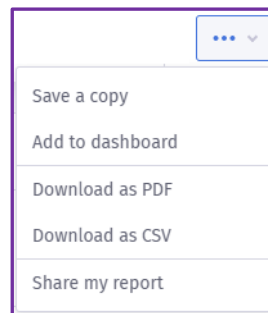 Save a copy
Add to dashboard
Download as PDF
Download as CSV
Share my report